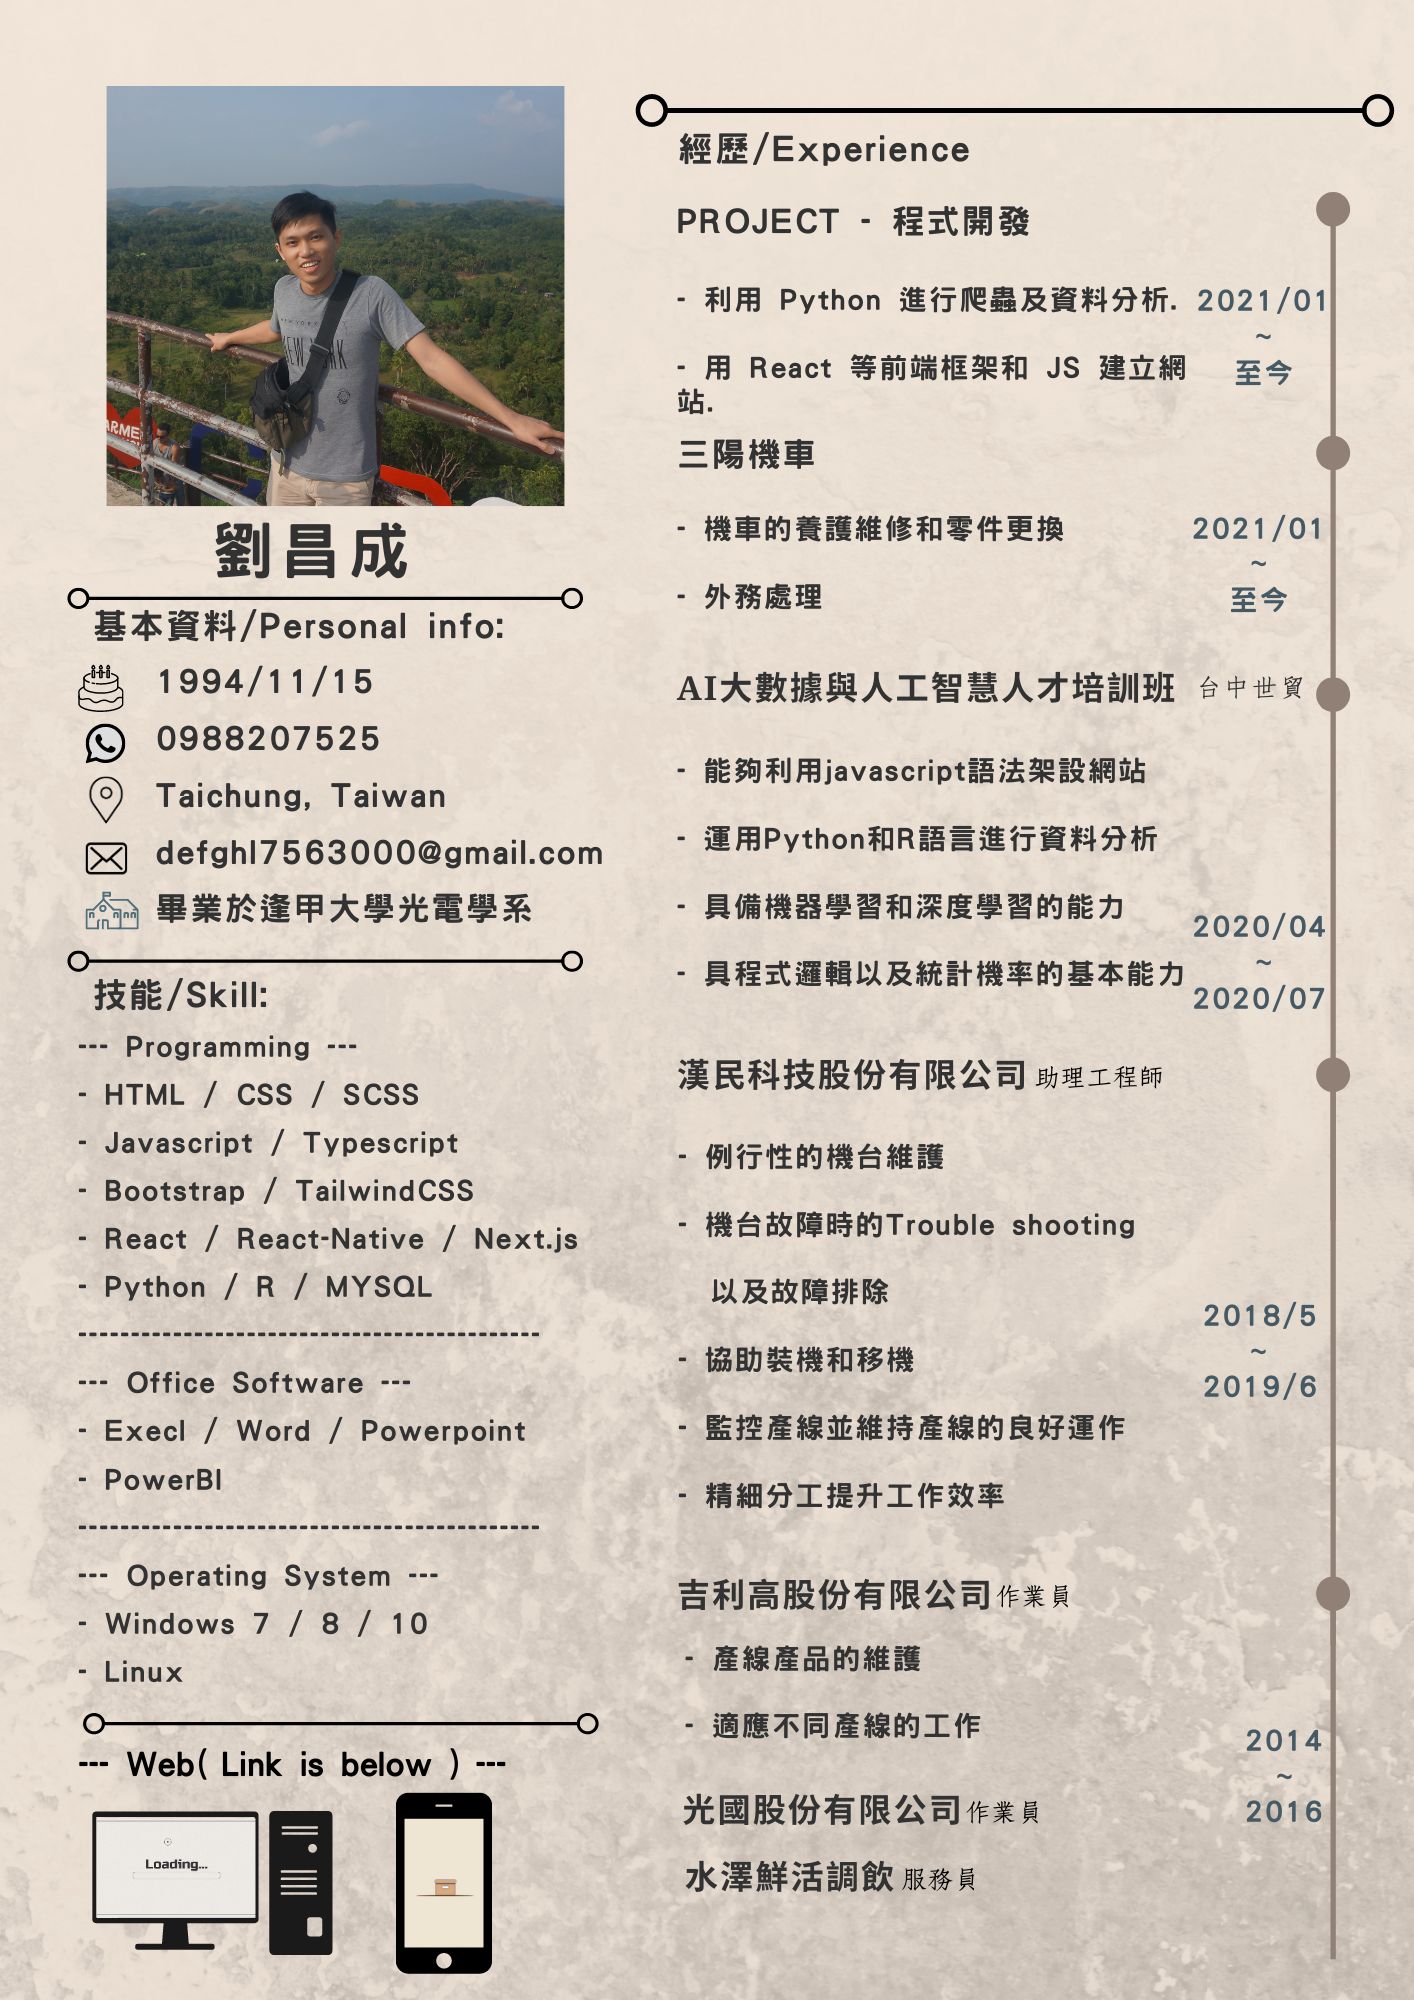 劉昌成
基本資料/Personal info:
1994/11/15
0988207525
Taichung, Taiwan
defghl7563000@gmail.com
畢業於逢甲大學光電學系
技能/Skill:
--- Programming ---
- HTML / CSS / SCSS
- Javascript / Typescript
- Bootstrap / TailwindCSS
- React / React-Native / Next.js
- Python / R / MYSQL
--------------------------------------------
--- Office Software ---
- Execl / Word / Powerpoint
- PowerBI
--------------------------------------------
--- Operating System ---
- Windows 7 / 8 / 10
- Linux
--- Web( Link is below ) ---
Loading...
經歷/Experience
PROJECT - 程式開發
- 利用 Python 進行爬蟲及資料分析.
- 用 React 等前端框架和 JS 建立網
站.
2021/01
~
至今
三陽機車
- 機車的養護維修和零件更換
- 外務處理
2021/01
~
至今
AI大數據與人工智慧人才培訓班 台中世貿
- 能夠利用javascript語法架設網站
- 運用Python和R語言進行資料分析
- 具備機器學習和深度學習的能力
- 具程式邏輯以及統計機率的基本能力
2020/04
~
2020/07
漢民科技股份有限公司 助理工程師
- 例行性的機台維護
- 機台故障時的Trouble shooting
以及故障排除
- 協助裝機和移機
- 監控產線並維持產線的良好運作
- 精細分工提升工作效率
2018/5
~
2019/6
吉利高股份有限公司 作業員
- 產線產品的維護
- 適應不同產線的工作
光國股份有限公司 作業員
水澤鮮活調飲 服務員
2014
~
2016